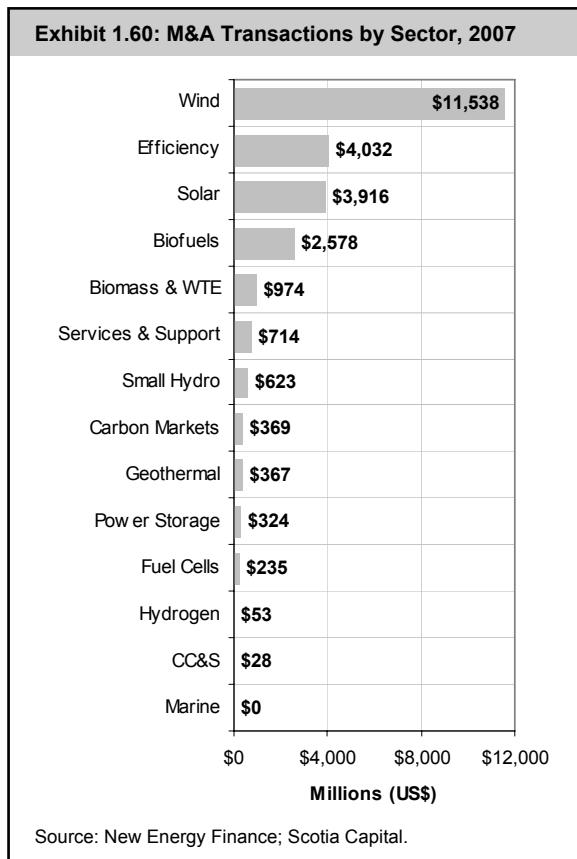 Exhibit 1.60: M&A Transactions by Sector, 2007
Wind $11,538
Efficiency $4,032
Solar $3,916
Biofuels $2,578
Biomass & WTE $974
Services & Support $714
Small Hydro $623
Carbon Markets $369
Geothermal $367
Power Storage $324
Fuel Cells $235
Hydrogen $53
CC&S $28
Marine $0
$0 $4,000 $8,000 $12,000
Millions (US$)
Source: New Energy Finance; Scotia Capital.